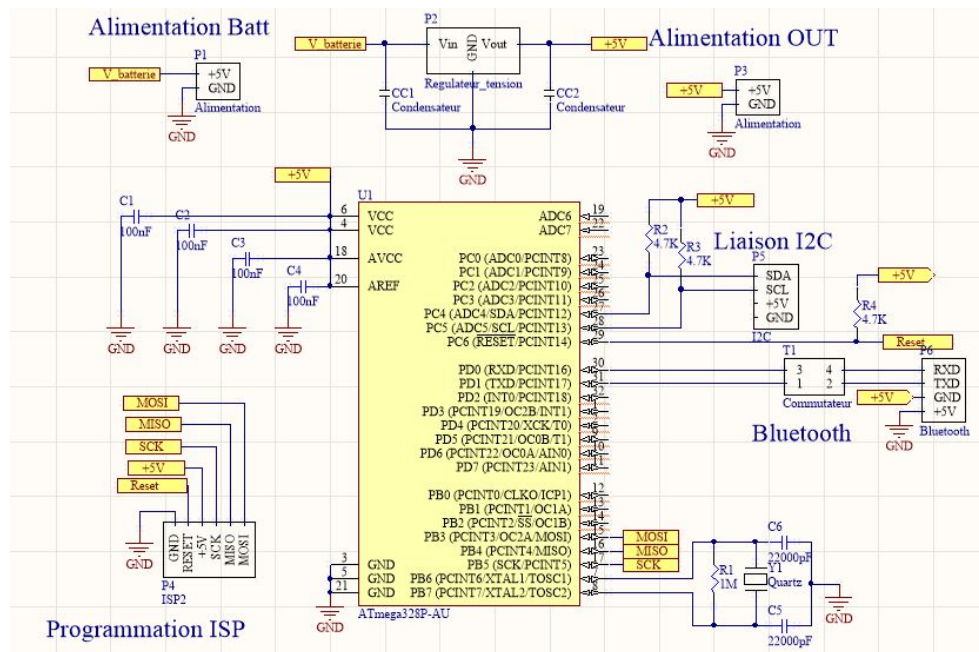 Alimentation Batt
P1
V_batterie
+5V
GND
Alimentation
GND
P2
V_batterie
Vin
GND
Vout
+5V
Regulateur_tension
CC1
Condensateur
CC2
Condensateur
GND
Alimentation OUT
P3
+5V
+5V
GND
Alimentation
GND
+5V
C1
100nF
C2
100nF
C3
100nF
C4
100nF
GND
GND
GND
GND
U1
6 VCC
4 VCC
18 AVCC
20 AREF
3 GND
5 GND
21 GND
GND
ADC6 19
ADC7 22
PC0 (ADC0/PCINT8) 23
PC1 (ADC1/PCINT9)
PC2 (ADC2/PCINT10)
PC3 (ADC3/PCINT11)
PC4 (ADC4/SDA/PCINT12)
PC5 (ADC5/SCL/PCINT13)
PC6 (RESET/PCINT14)
PD0 (RXD/PCINT16) 30
PD1 (TXD/PCINT17) 31
PD2 (INT0/PCINT18)
PD3 (PCINT19/OC2B/INT1)
PD4 (PCINT20/XCK/T0)
PD5 (PCINT21/OC0B/T1)
PD6 (PCINT22/OC0A/AIN0) 10
PD7 (PCINT23/AIN1) 11
PB0 (PCINT0/CLKO/ICP1) 12
PB1 (PCINT1/OC1A)
PB2 (PCINT2/SS/OC1B)
PB3 (PCINT3/OC2A/MOSI) 15 MOSI
PB4 (PCINT4/MISO) 16 MISO
PB5 (SCK/PCINT5) 17 SCK
PB6 (PCINT6/XTAL1/TOSC1)
PB7 (PCINT7/XTAL2/TOSC2)
ATmega328P-AU
+5V
R2
4.7K
R3
4.7K
Liaison I2C
P5
SDA
SCL
+5V
GND
I2C
+5V
R4
4.7K
Reset
T1
3 4
1 2
Commutateur
P6
RXD
TXD
GND
+5V
Bluetooth
+5V
GND
Bluetooth
MOSI
MISO
SCK
+5V
Reset
GND
RESET
+5V
SCK
MISO
MOSI
GND
P4
ISP2
Programmation ISP
C6
22000pF
R1
1M
Y1
Quartz
C5
22000pF
GND